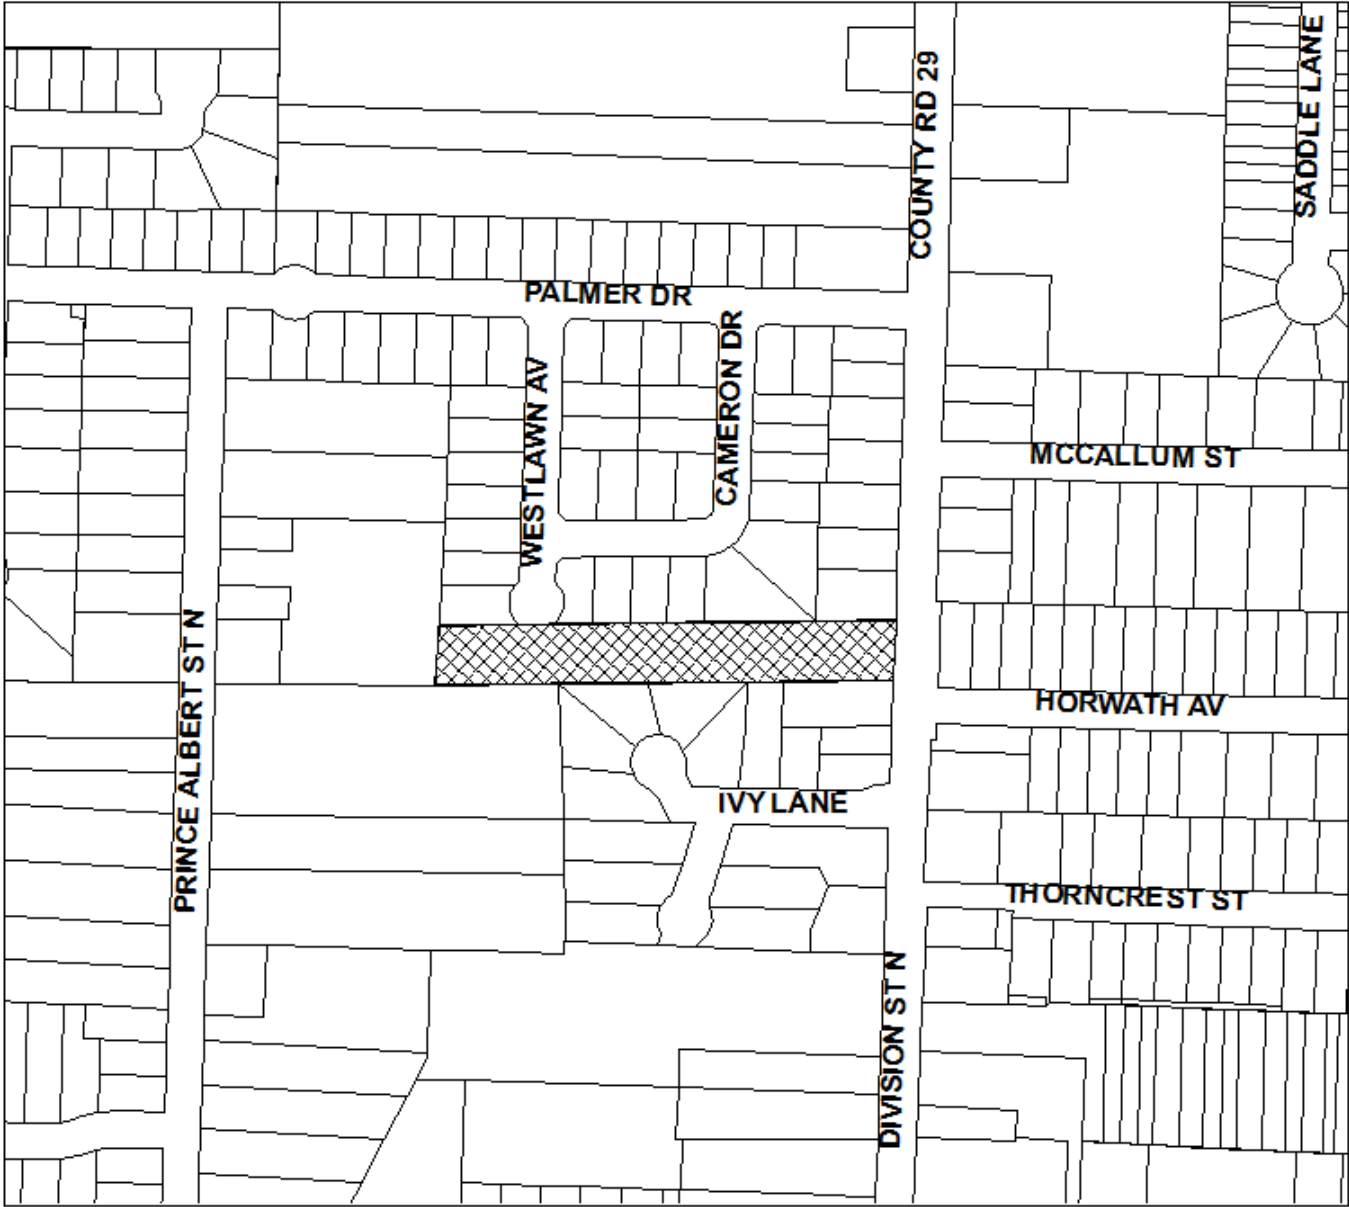 SADDLE LANE
COUNTY RD 29
PALMER DR
CAMERON DR
WESTLAWN AV
MCCALLUM ST
PRINCE ALBERT ST N
HORWATH AV
IVY LANE
THORNCREST ST
DIVISION ST N